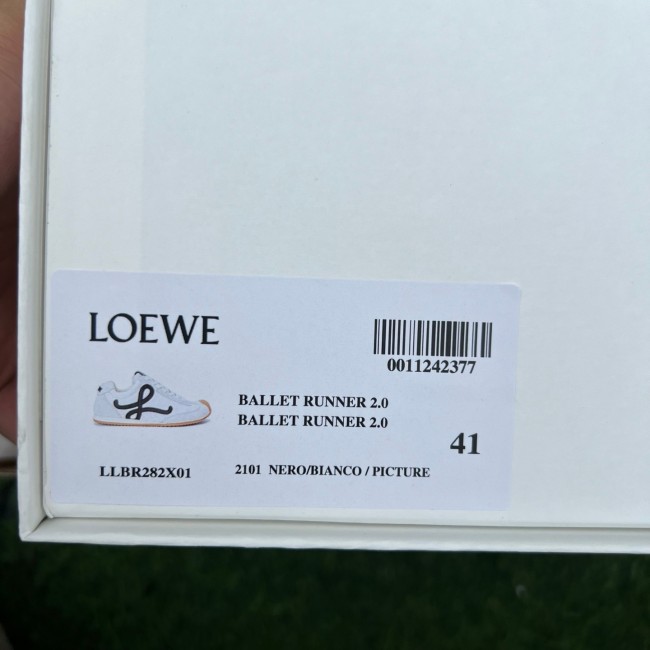 LOEWE
0011242377
BALLET RUNNER 2.0
BALLET RUNNER 2.0
41
LLBR282X01
2101 NERO/BIANCO / PICTURE